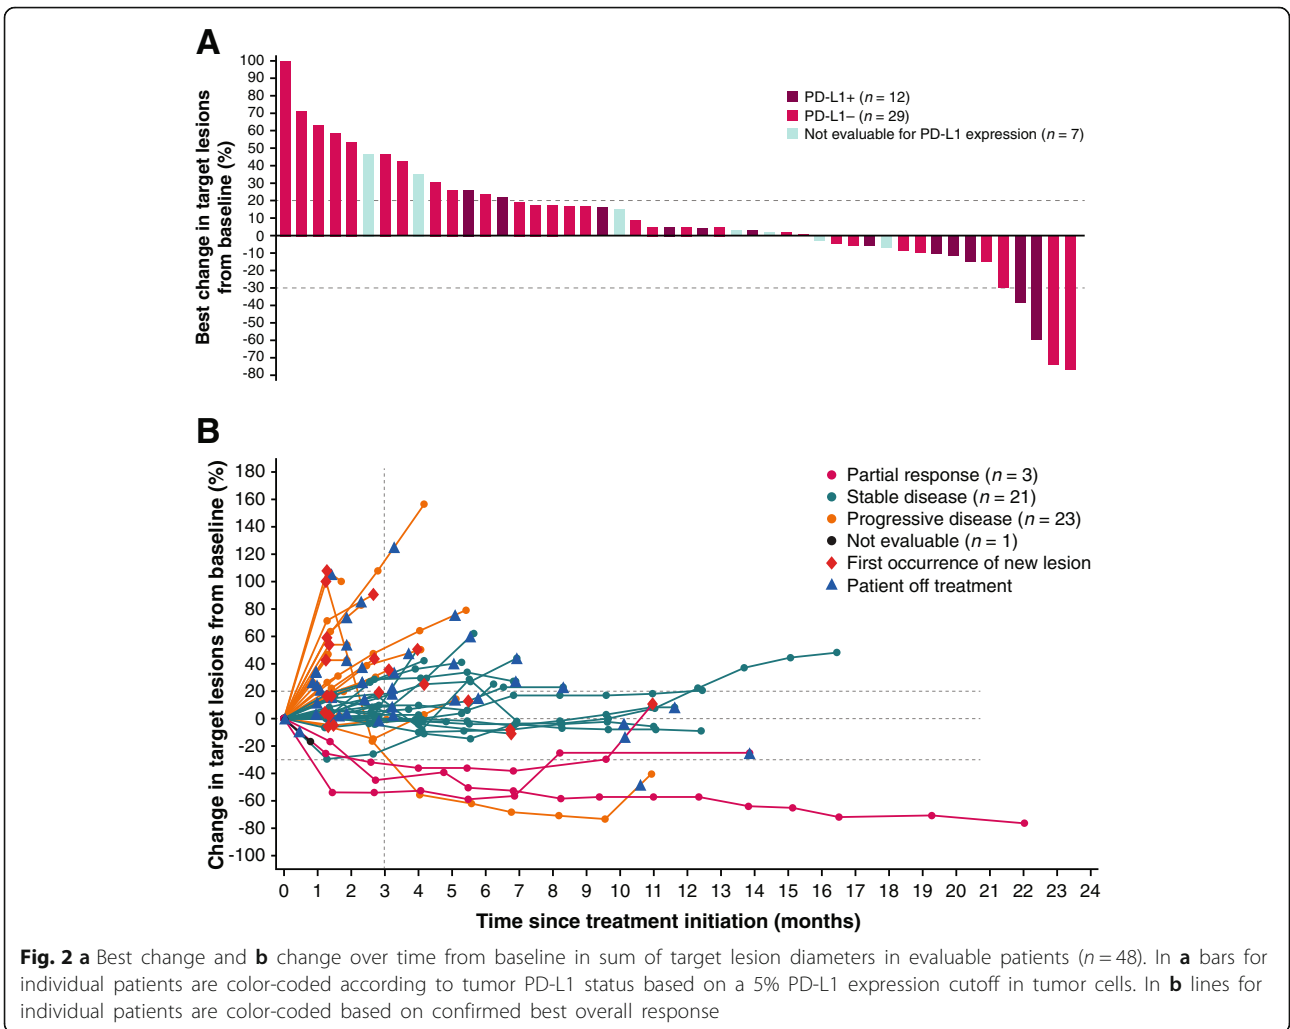 A
Best change in target lesions
from baseline (%)
100
90
80
70
60
50
40
30
20
10
0
-10
-20
-30
-40
-50
-60
-70
-80
PD-L1+ (n = 12)
PD-L1– (n = 29)
Not evaluable for PD-L1 expression (n = 7)
B
Change in target lesions from baseline (%)
180
160
140
120
100
80
60
40
20
0
-20
-40
-60
-80
-100
Partial response (n = 3)
Stable disease (n = 21)
Progressive disease (n = 23)
Not evaluable (n = 1)
First occurrence of new lesion
Patient off treatment
0 1 2 3 4 5 6 7 8 9 10 11 12 13 14 15 16 17 18 19 20 21 22 23 24
Time since treatment initiation (months)
Fig. 2 a Best change and b change over time from baseline in sum of target lesion diameters in evaluable patients (n = 48). In a bars for
individual patients are color-coded according to tumor PD-L1 status based on a 5% PD-L1 expression cutoff in tumor cells. In b lines for
individual patients are color-coded based on confirmed best overall response